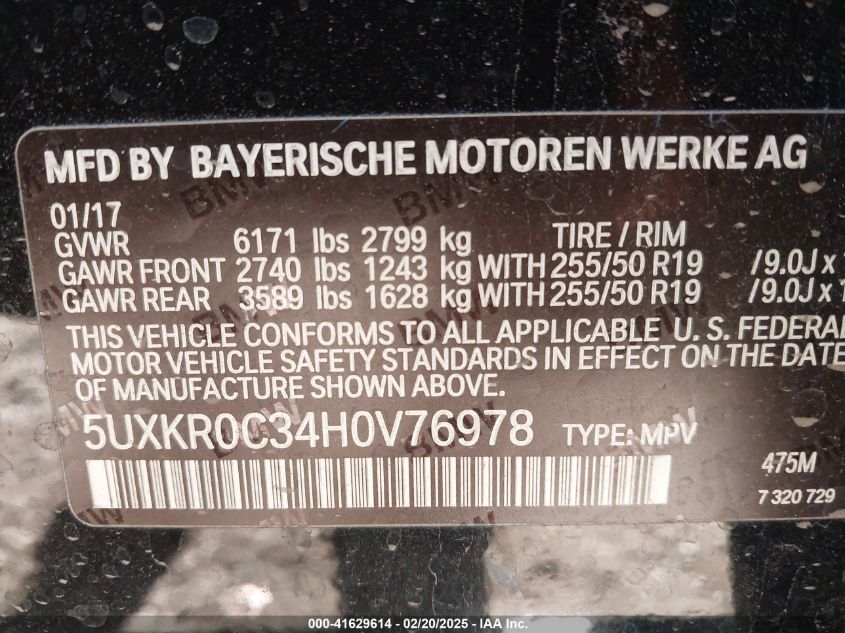 MFD BY BAYERISCHE MOTOREN WERKE AG
01/17
GVWR 6171 lbs 2799 kg TIRE / RIM
GAWR FRONT 2740 lbs 1243 kg WITH 255/50 R19 /9.0J x 1
GAWR REAR 3589 lbs 1628 kg WITH 255/50 R19 /9.0J x 1
THIS VEHICLE CONFORMS TO ALL APPLICABLE U. S. FEDERAL
MOTOR VEHICLE SAFETY STANDARDS IN EFFECT ON THE DATE
OF MANUFACTURE SHOWN ABOVE.
5UXKR0C34H0V76978 TYPE: MPV
475M
7 320 729
000-41629614 - 02/20/2025 - IAA, Inc.